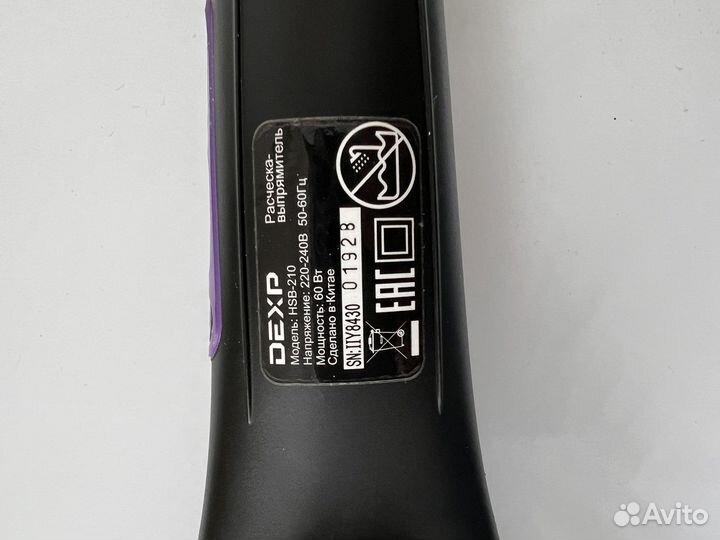 DEXP
Расческа-
выпрямитель
Модель: HSB-210
Напряжение: 220-240В 50-60Гц
Мощность: 60 Вт
Сделано в Китае
SN:IIY8430 01928
EAC
Avito